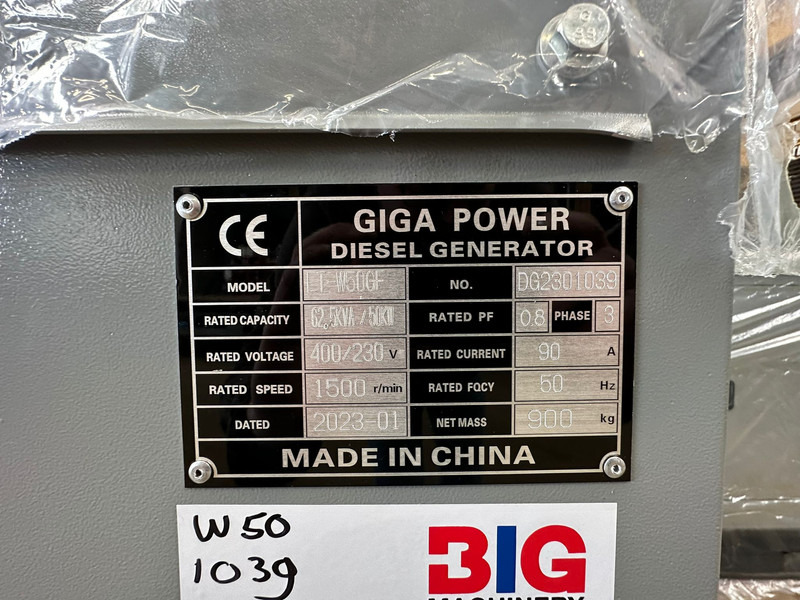 CE
GIGA POWER
DIESEL GENERATOR
MODEL LT-W50GF NO. DG2301039
RATED CAPACITY 62.5KVA/50KW RATED PF 0.8 PHASE 3
RATED VOLTAGE 400/230 V RATED CURRENT 90 A
RATED SPEED 1500 r/min RATED FQCY 50 Hz
DATED 2023-01 NET MASS 900 kg
MADE IN CHINA
W50
1039
BIG
MACHINERY